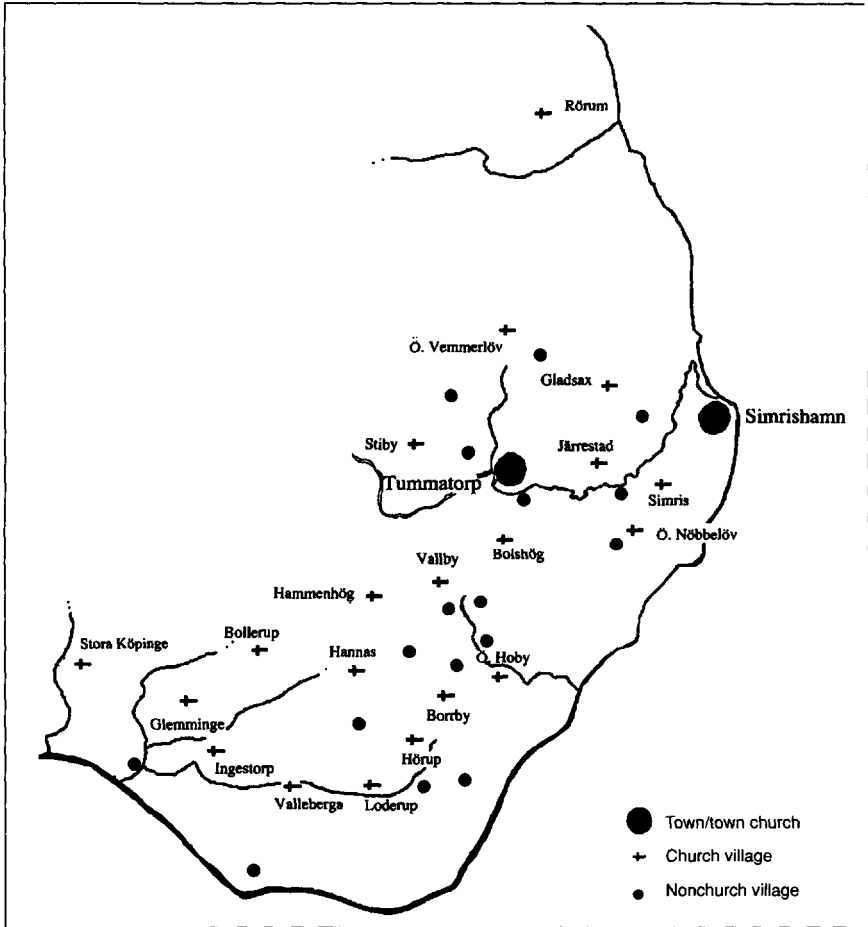 Rörum
Ö. Vemmerlöv
Gladsax
Simrishamn
Stiby
Järrestad
Tummatorp
Simris
Ö. Nöbbelöv
Bolshög
Vallby
Hammenhög
Bollerup
Stora Köpinge
Hannas
Ö. Hoby
Glemminge
Borrby
Hörup
Ingestorp
Valleberga
Loderup
Town/town church
Church village
Nonchurch village